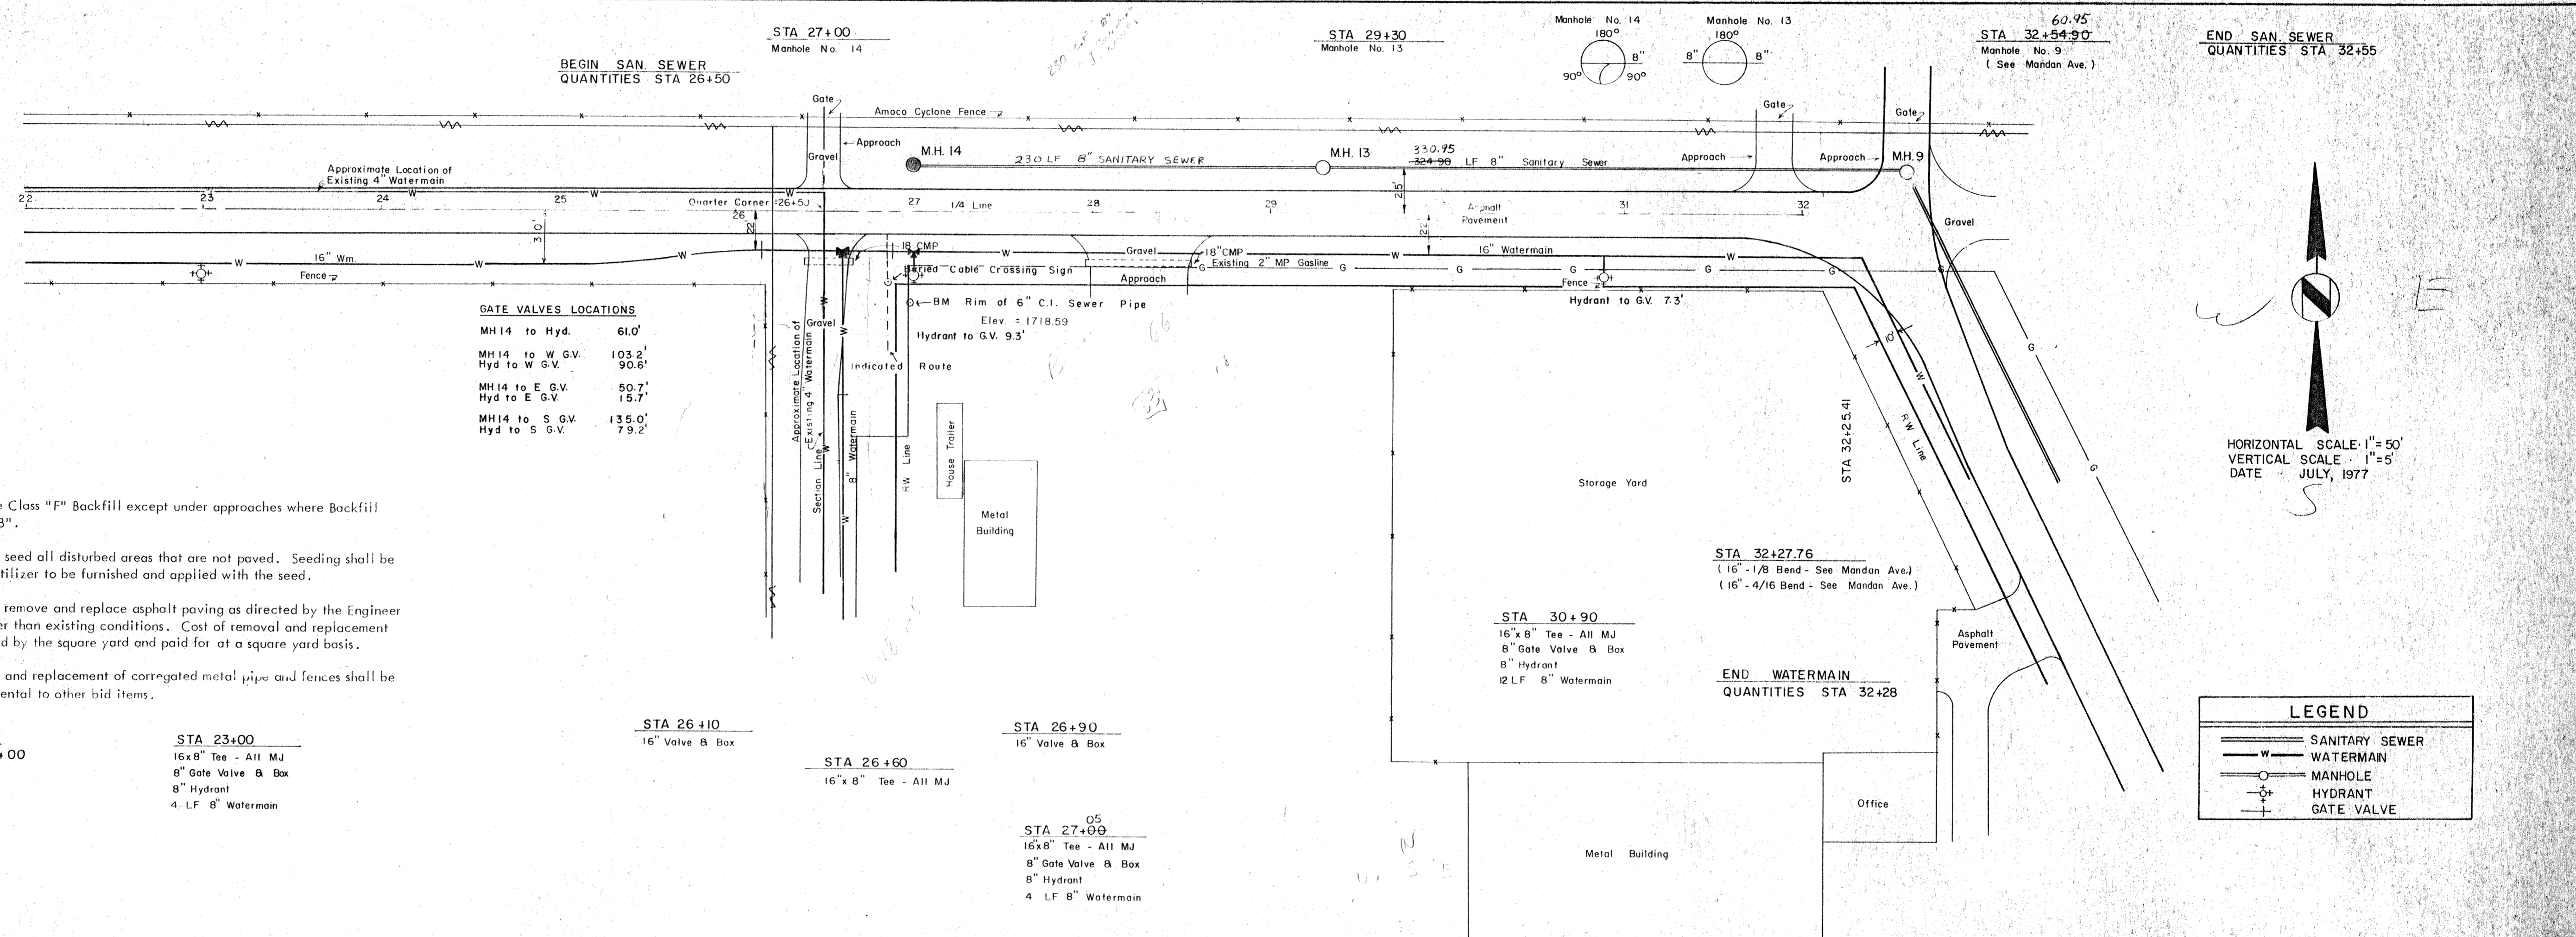 STA 27+00
Manhole No. 14
BEGIN SAN. SEWER
QUANTITIES STA 26+50
STA 29+30
Manhole No. 13
Manhole No. 14
180°
8"
90° 90°
Manhole No. 13
180°
8" 8"
60.95
STA 32+54.90
Manhole No. 9
( See Mandan Ave. )
END SAN. SEWER
QUANTITIES STA 32+55
Gate
Amoco Cyclone Fence
Gate
Gate
Approach
Gravel
M.H. 14
230 LF 8" SANITARY SEWER
M.H. 13
330.95
324.90 LF 8" Sanitary Sewer
Approach
Approach
M.H. 9
Approximate Location of
Existing 4" Watermain
W W W W
22 23 24 25 26 27 28 29 31 32
Quarter Corner =26+50
1/4 Line
25'
Asphalt
Pavement
Gravel
30'
22'
22'
16" Wm.
W W W
Fence
18 CMP
W
Gravel
18"CMP
16" Watermain
W W
Buried Cable Crossing Sign
G Existing 2" MP Gasline G G G G G G
Approach
Fence
Hydrant to G.V. 7.3'
BM Rim of 6" C.I. Sewer Pipe
Elev. = 1718.59
Hydrant to G.V. 9.3'
Indicated Route
GATE VALVES LOCATIONS
MH 14 to Hyd. 61.0'
MH 14 to W G.V. 103.2'
Hyd to W G.V. 90.6'
MH 14 to E G.V. 50.7'
Hyd to E G.V. 15.7'
MH 14 to S G.V. 135.0'
Hyd to S G.V. 79.2'
Gravel
Approximate Location of
Existing 4" Watermain
Section Line
8" Watermain
RW Line
House Trailer
Metal
Building
Storage Yard
STA 32+25.41
10'
W
RW Line
G
G
W
E
S
HORIZONTAL SCALE· 1"= 50'
VERTICAL SCALE · 1"=5'
DATE · JULY, 1977
e Class "F" Backfill except under approaches where Backfill
B".
seed all disturbed areas that are not paved. Seeding shall be
tilizer to be furnished and applied with the seed.
remove and replace asphalt paving as directed by the Engineer
er than existing conditions. Cost of removal and replacement
d by the square yard and paid for at a square yard basis.
and replacement of corregated metal pipe and fences shall be
ental to other bid items.
+00
STA 23+00
16x8" Tee - All MJ
8" Gate Valve & Box
8" Hydrant
4 LF 8" Watermain
STA 26+10
16" Valve & Box
STA 26+60
16"x 8" Tee - All MJ
STA 26+90
16" Valve & Box
05
STA 27+00
16"x8" Tee - All MJ
8" Gate Valve & Box
8" Hydrant
4 LF 8" Watermain
STA 30+90
16"x 8" Tee - All MJ
8" Gate Valve & Box
8" Hydrant
12 LF 8" Watermain
STA 32+27.76
( 16" - 1/8 Bend - See Mandan Ave.)
( 16" - 4/16 Bend - See Mandan Ave.)
END WATERMAIN
QUANTITIES STA 32+28
Asphalt
Pavement
Office
Metal Building
N
S E
LEGEND
SANITARY SEWER
W WATERMAIN
MANHOLE
HYDRANT
GATE VALVE